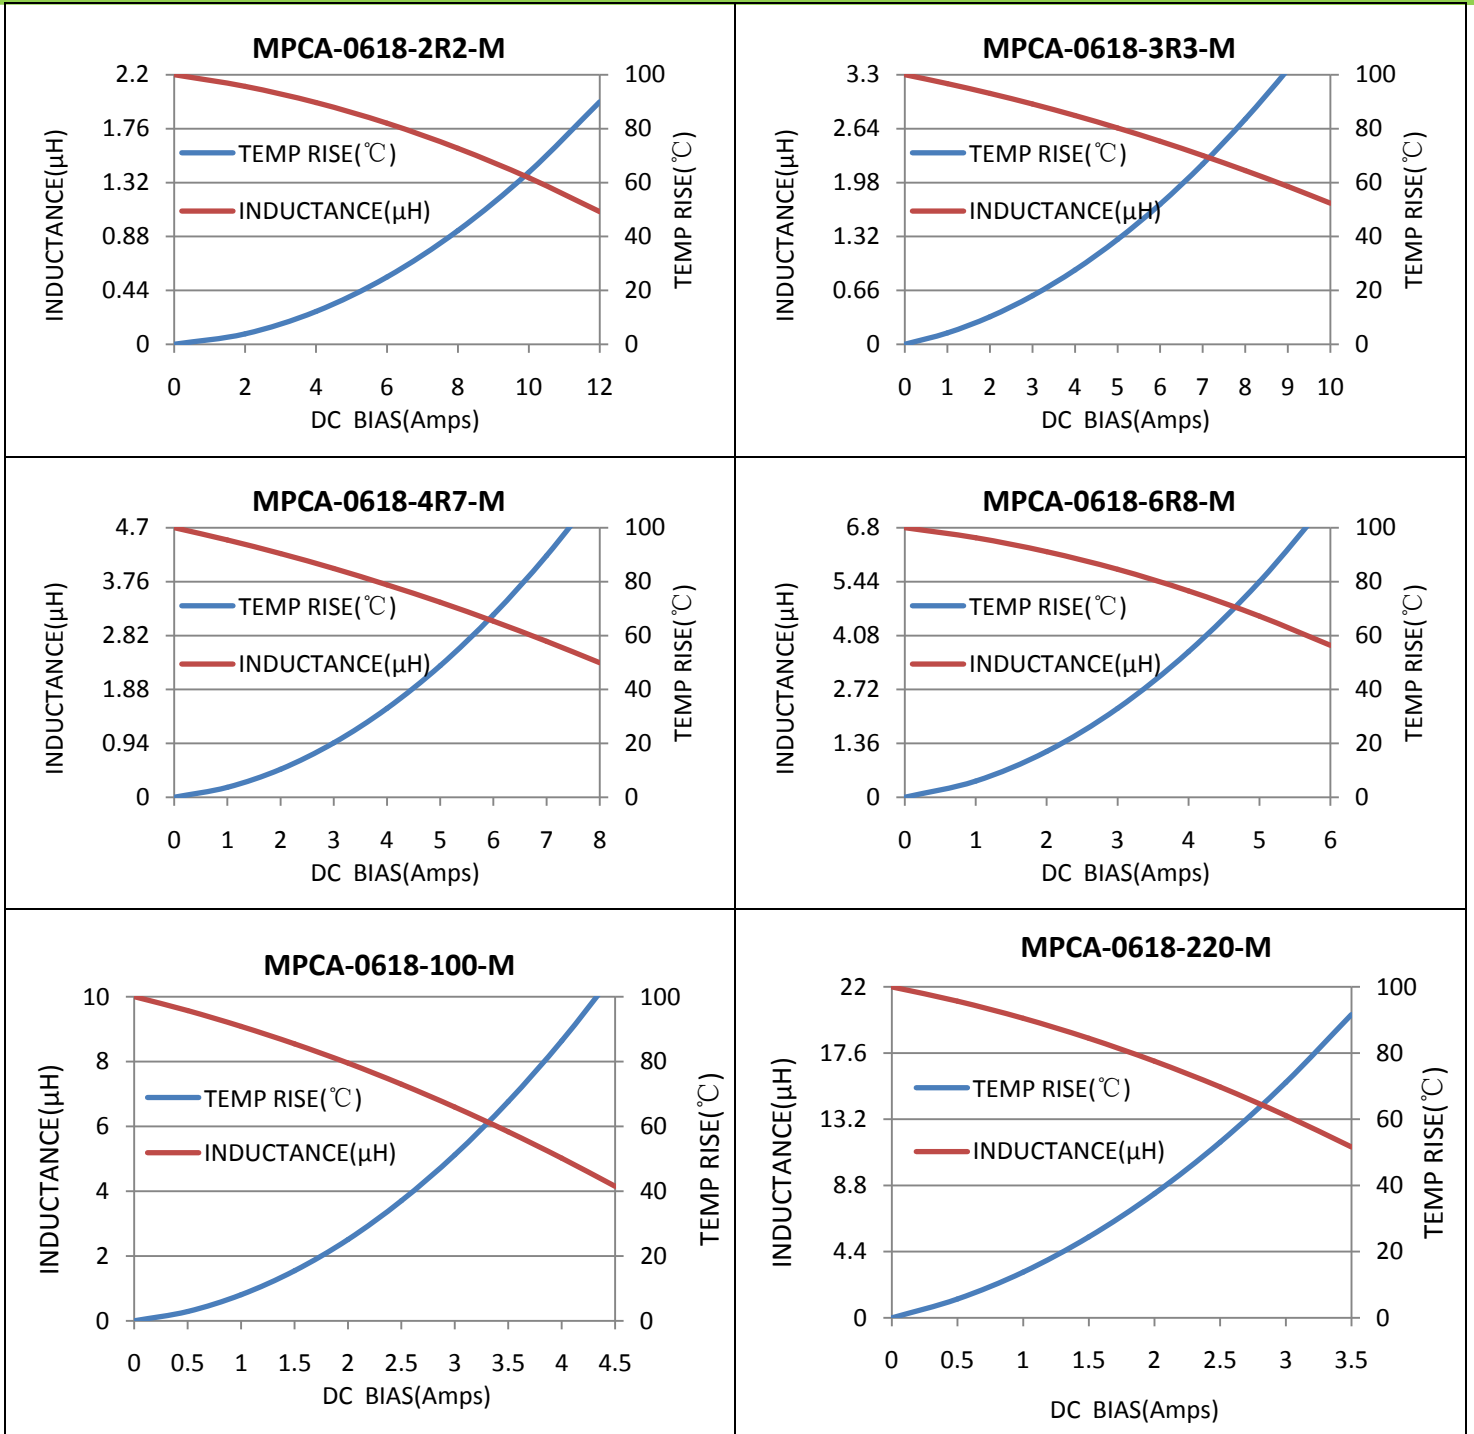 MPCA-0618-2R2-M
2.2
1.76
1.32
0.88
0.44
0
100
80
60
40
20
0
INDUCTANCE(µH)
TEMP RISE(℃)
TEMP RISE(℃)
INDUCTANCE(µH)
0 2 4 6 8 10 12
DC BIAS(Amps)
MPCA-0618-3R3-M
3.3
2.64
1.98
1.32
0.66
0
100
80
60
40
20
0
INDUCTANCE(µH)
TEMP RISE(℃)
TEMP RISE(℃)
INDUCTANCE(µH)
0 1 2 3 4 5 6 7 8 9 10
DC BIAS(Amps)
MPCA-0618-4R7-M
4.7
3.76
2.82
1.88
0.94
0
100
80
60
40
20
0
INDUCTANCE(µH)
TEMP RISE(℃)
TEMP RISE(℃)
INDUCTANCE(µH)
0 1 2 3 4 5 6 7 8
DC BIAS(Amps)
MPCA-0618-6R8-M
6.8
5.44
4.08
2.72
1.36
0
100
80
60
40
20
0
INDUCTANCE(µH)
TEMP RISE(℃)
TEMP RISE(℃)
INDUCTANCE(µH)
0 1 2 3 4 5 6
DC BIAS(Amps)
MPCA-0618-100-M
10
8
6
4
2
0
100
80
60
40
20
0
INDUCTANCE(µH)
TEMP RISE(℃)
TEMP RISE(℃)
INDUCTANCE(µH)
0 0.5 1 1.5 2 2.5 3 3.5 4 4.5
DC BIAS(Amps)
MPCA-0618-220-M
22
17.6
13.2
8.8
4.4
0
100
80
60
40
20
0
INDUCTANCE(µH)
TEMP RISE(℃)
TEMP RISE(℃)
INDUCTANCE(µH)
0 0.5 1 1.5 2 2.5 3 3.5
DC BIAS(Amps)